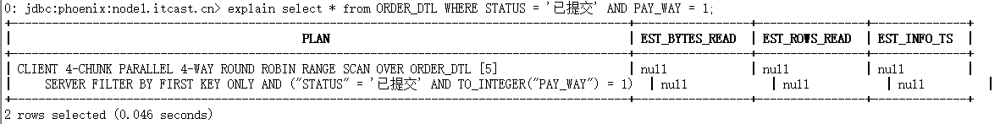 0: jdbc:phoenix:node1.itcast.cn> explain select * from ORDER_DTL WHERE STATUS = '已提交' AND PAY_WAY = 1;
+--------------------------------------------------------------------------------+----------------+----------------+--------------+
| PLAN | EST_BYTES_READ | EST_ROWS_READ | EST_INFO_TS |
+--------------------------------------------------------------------------------+----------------+----------------+--------------+
| CLIENT 4-CHUNK PARALLEL 4-WAY ROUND ROBIN RANGE SCAN OVER ORDER_DTL [5] | null | null | null |
| SERVER FILTER BY FIRST KEY ONLY AND ("STATUS" = '已提交' AND TO_INTEGER("PAY_WAY") = 1) | null | null | null |
+--------------------------------------------------------------------------------+----------------+----------------+--------------+
2 rows selected (0.046 seconds)